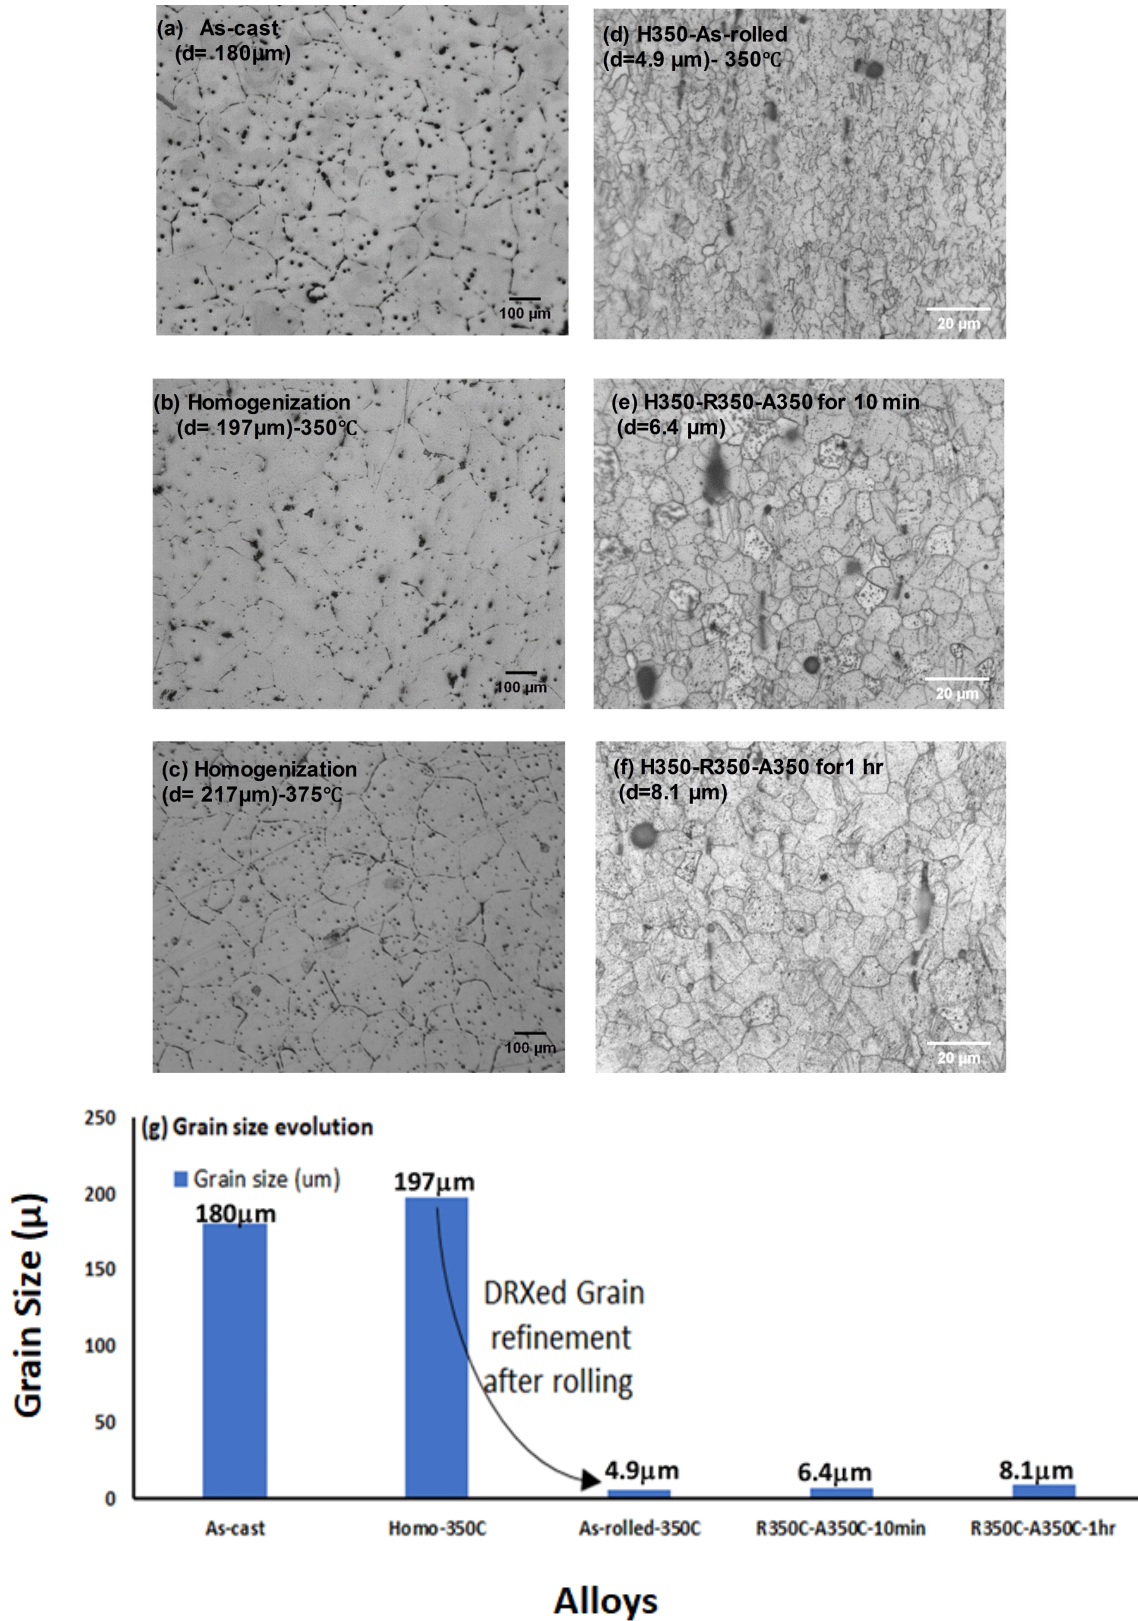 (a) As-cast
(d= 180μm)
100 μm
(d) H350-As-rolled
(d=4.9 μm)- 350℃
20 μm
(b) Homogenization
(d= 197μm)-350℃
100 μm
(e) H350-R350-A350 for 10 min
(d=6.4 μm)
20 μm
(c) Homogenization
(d= 217μm)-375℃
100 μm
(f) H350-R350-A350 for1 hr
(d=8.1 μm)
20 μm
(g) Grain size evolution
Grain size (um)
250
200
150
100
50
0
Grain Size (μ)
180μm
197μm
DRXed Grain
refinement
after rolling
4.9μm
6.4μm
8.1μm
As-cast
Homo-350C
As-rolled-350C
R350C-A350C-10min
R350C-A350C-1hr
Alloys